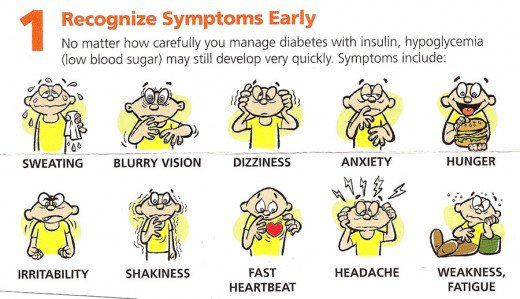 1 Recognize Symptoms Early
No matter how carefully you manage diabetes with insulin, hypoglycemia
(low blood sugar) may still develop very quickly. Symptoms include:
SWEATING BLURRY VISION DIZZINESS ANXIETY HUNGER
IRRITABILITY SHAKINESS FAST HEARTBEAT HEADACHE WEAKNESS, FATIGUE